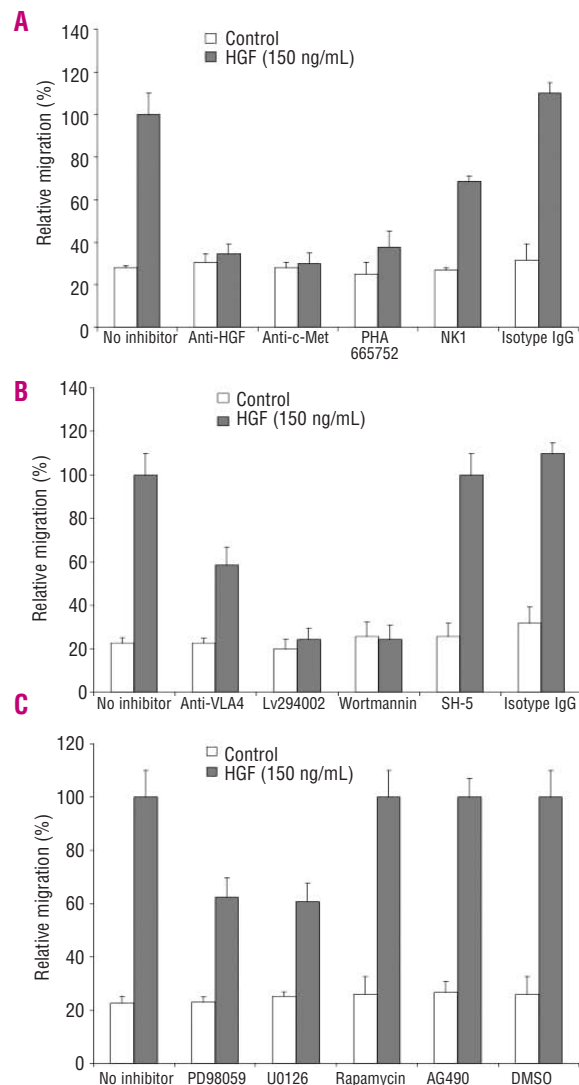 A
Control
HGF (150 ng/mL)
Relative migration (%)
140
120
100
80
60
40
20
0
No inhibitor Anti-HGF Anti-c-Met PHA 665752 NK1 Isotype IgG
B
Control
HGF (150 ng/mL)
Relative migration (%)
140
120
100
80
60
40
20
0
No inhibitor Anti-VLA4 Lv294002 Wortmannin SH-5 Isotype IgG
C
Control
HGF (150 ng/mL)
Relative migration (%)
120
100
80
60
40
20
0
No inhibitor PD98059 U0126 Rapamycin AG490 DMSO